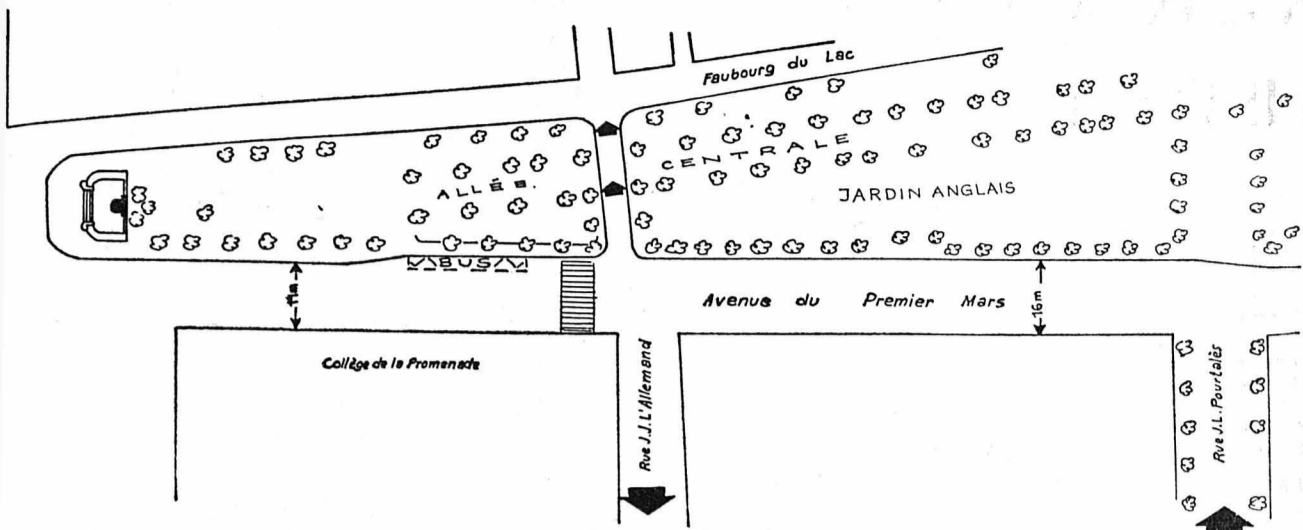 Faubourg du Lac
ALLÉE.
CENTRALE
JARDIN ANGLAIS
BUS
Avenue du Premier Mars
16m
Collège de la Promenade
Rue J.J. L'Allemand
Rue J.L. Pourtalès